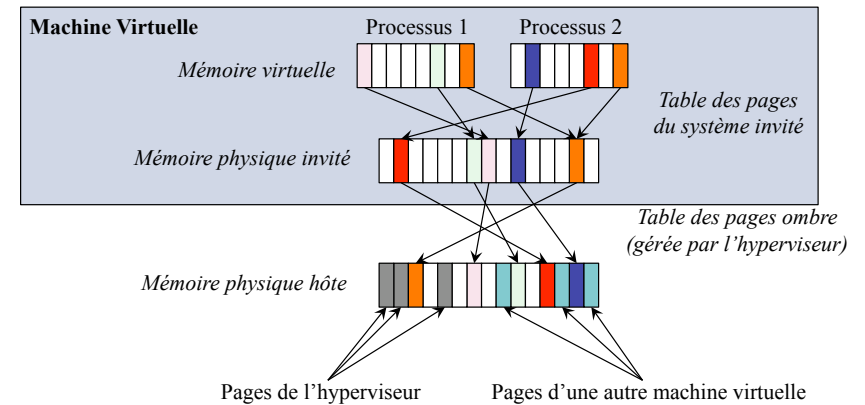 Machine Virtuelle
Processus 1
Processus 2
Mémoire virtuelle
Table des pages
du système invité
Mémoire physique invité
Table des pages ombre
(gérée par l’hyperviseur)
Mémoire physique hôte
Pages de l’hyperviseur
Pages d’une autre machine virtuelle